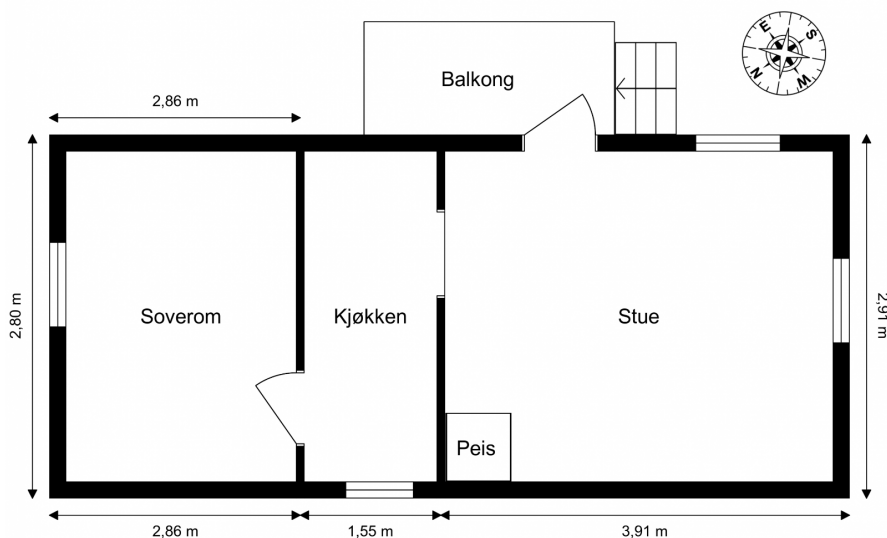 E
S
N
W
Balkong
2,86 m
2,80 m
Soverom
Kjøkken
Stue
2,91 m
Peis
2,86 m
1,55 m
3,91 m